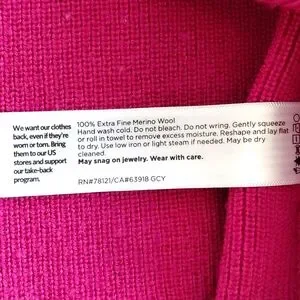 We want our clothes
back, even if they're
worn or torn. Bring
them to our US
stores and support
our take-back
program.
100% Extra Fine Merino Wool
Hand wash cold. Do not bleach. Do not wring. Gently squeeze
or roll in towel to remove excess moisture. Reshape and lay flat
to dry. Use low iron or light steam if needed. May be dry
cleaned.
May snag on jewelry. Wear with care.
RN#78121/CA#63918 GCY